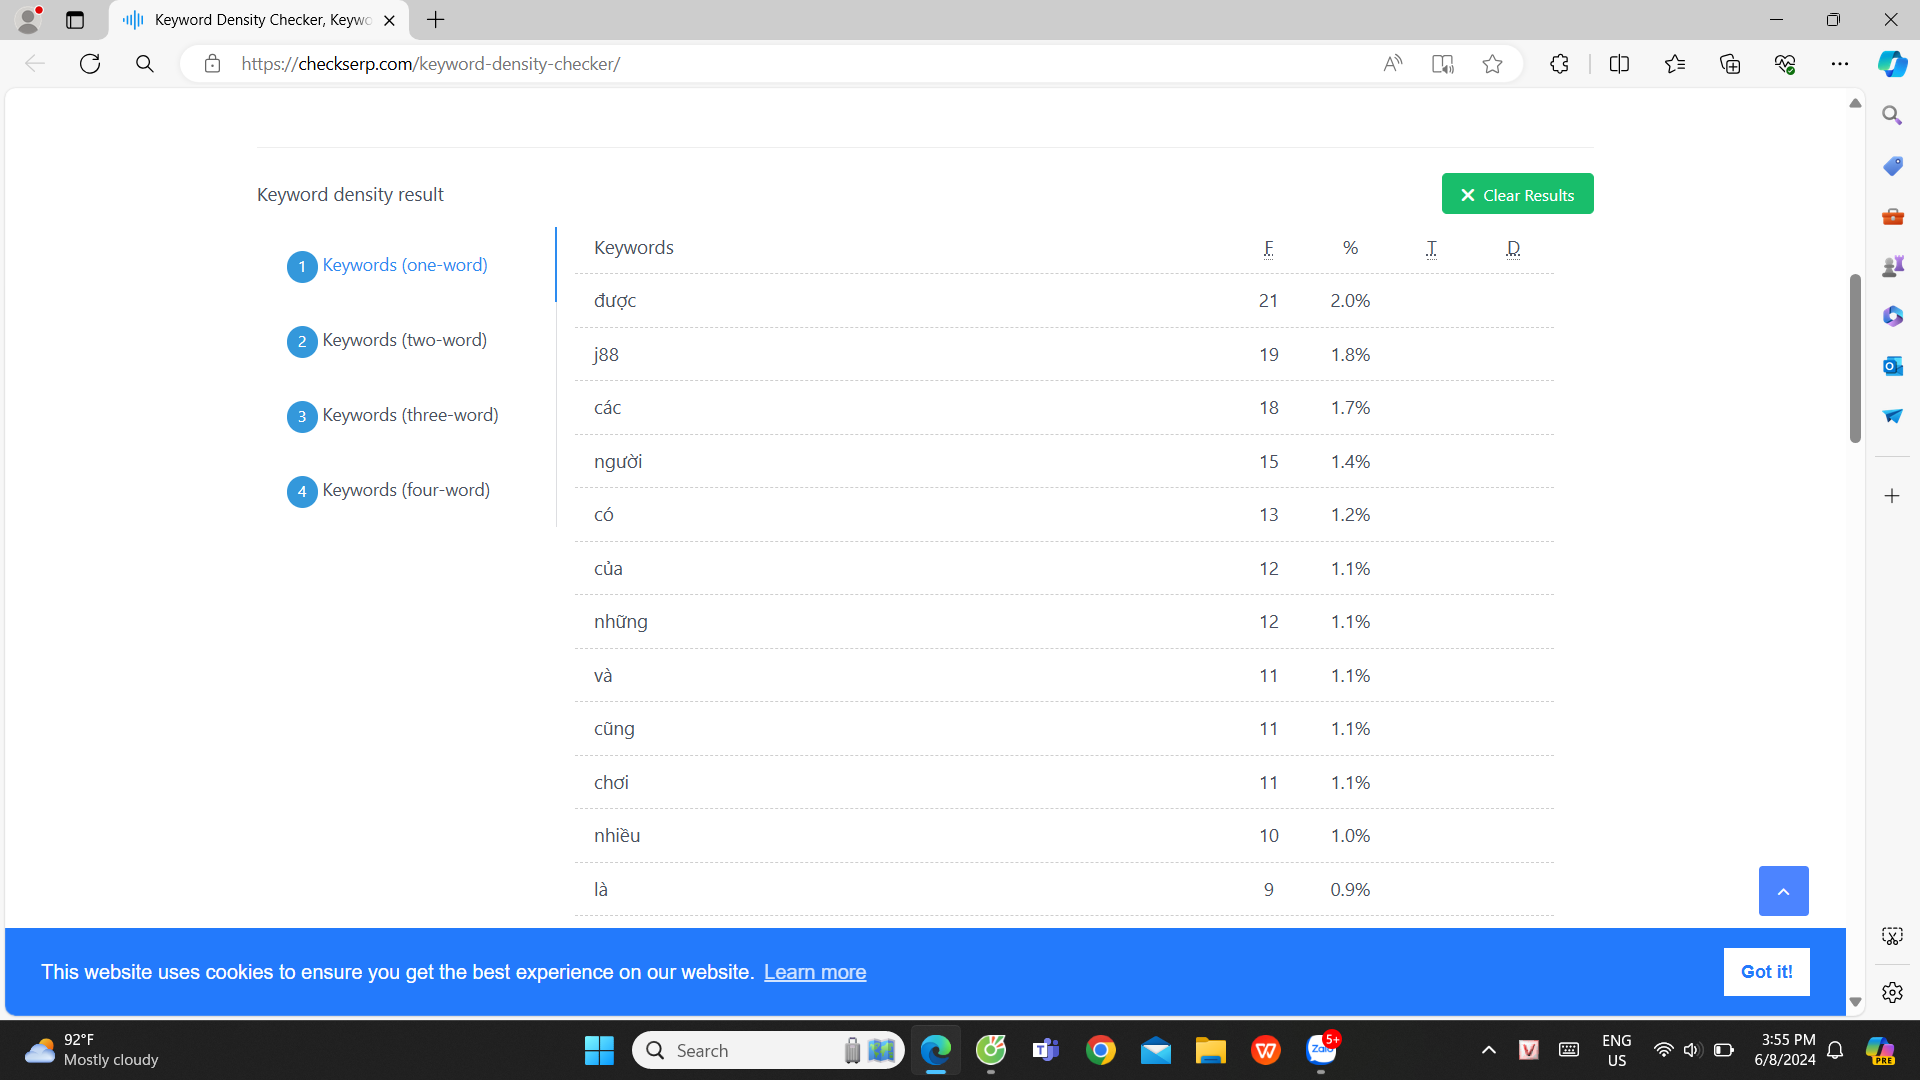 Keyword Density Checker, Keywo
https://checkserp.com/keyword-density-checker/
Keyword density result
Clear Results
1 Keywords (one-word)
2 Keywords (two-word)
3 Keywords (three-word)
4 Keywords (four-word)
Keywords F % T D
được 21 2.0%
j88 19 1.8%
các 18 1.7%
người 15 1.4%
có 13 1.2%
của 12 1.1%
những 12 1.1%
và 11 1.1%
cũng 11 1.1%
chơi 11 1.1%
nhiều 10 1.0%
là 9 0.9%
This website uses cookies to ensure you get the best experience on our website. Learn more
Got it!
92°F
Mostly cloudy
Search
Zalo
5+
ENG
US
3:55 PM
6/8/2024
PRE